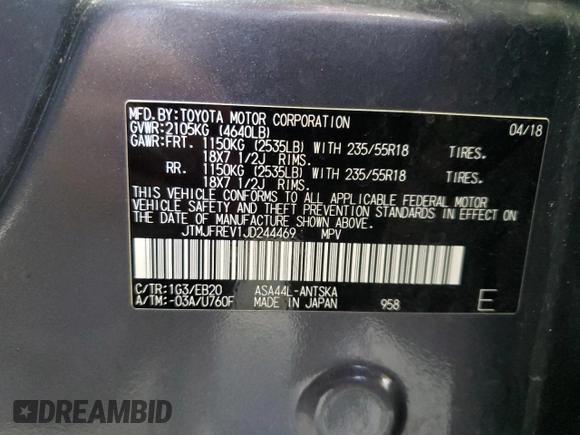 MFD. BY: TOYOTA MOTOR CORPORATION 04/18
GVWR: 2105KG (4640LB)
GAWR: FRT. 1150KG (2535LB) WITH 235/55R18 TIRES.
18X7 1/2J RIMS.
RR. 1150KG (2535LB) WITH 235/55R18 TIRES.
18X7 1/2J RIMS.
THIS VEHICLE CONFORMS TO ALL APPLICABLE FEDERAL MOTOR
VEHICLE SAFETY AND THEFT PREVENTION STANDARDS IN EFFECT ON
THE DATE OF MANUFACTURE SHOWN ABOVE.
JTMJFREV1JD244469 MPV
C/TR: 1G3/EB20 ASA44L-ANTSKA
A/TM: -03A/U760F MADE IN JAPAN 958 E
DREAMBID